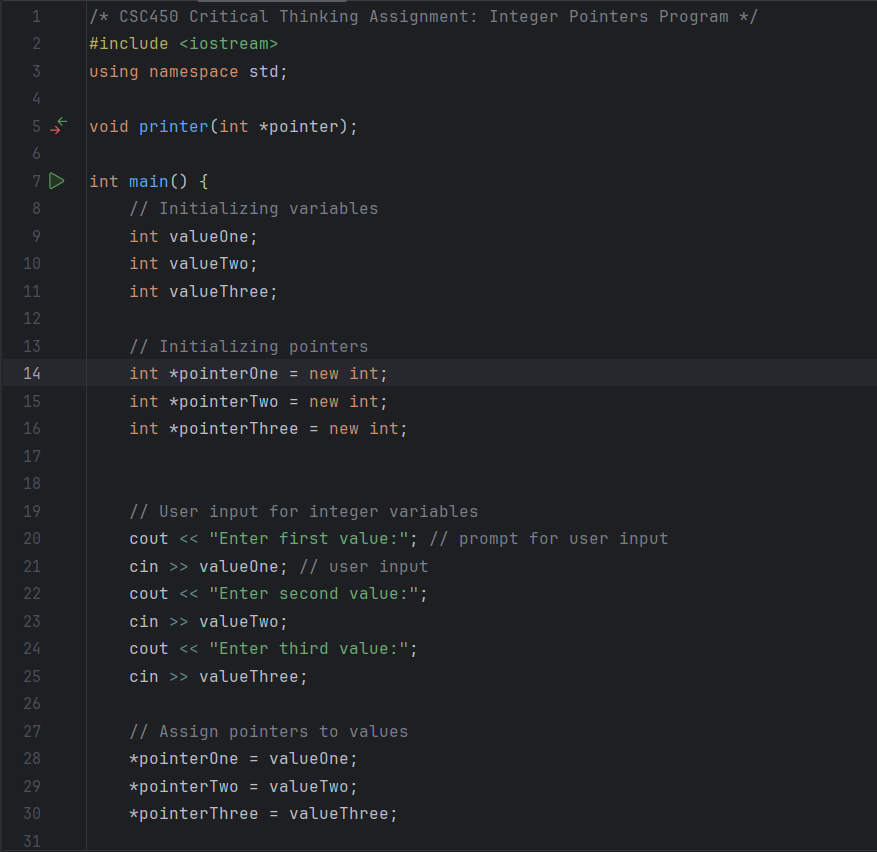 1 /* CSC450 Critical Thinking Assignment: Integer Pointers Program */
2 #include <iostream>
3 using namespace std;
4
5 void printer(int *pointer);
6
7 int main() {
8     // Initializing variables
9     int valueOne;
10     int valueTwo;
11     int valueThree;
12
13     // Initializing pointers
14     int *pointerOne = new int;
15     int *pointerTwo = new int;
16     int *pointerThree = new int;
17
18
19     // User input for integer variables
20     cout << "Enter first value:"; // prompt for user input
21     cin >> valueOne; // user input
22     cout << "Enter second value:";
23     cin >> valueTwo;
24     cout << "Enter third value:";
25     cin >> valueThree;
26
27     // Assign pointers to values
28     *pointerOne = valueOne;
29     *pointerTwo = valueTwo;
30     *pointerThree = valueThree;
31